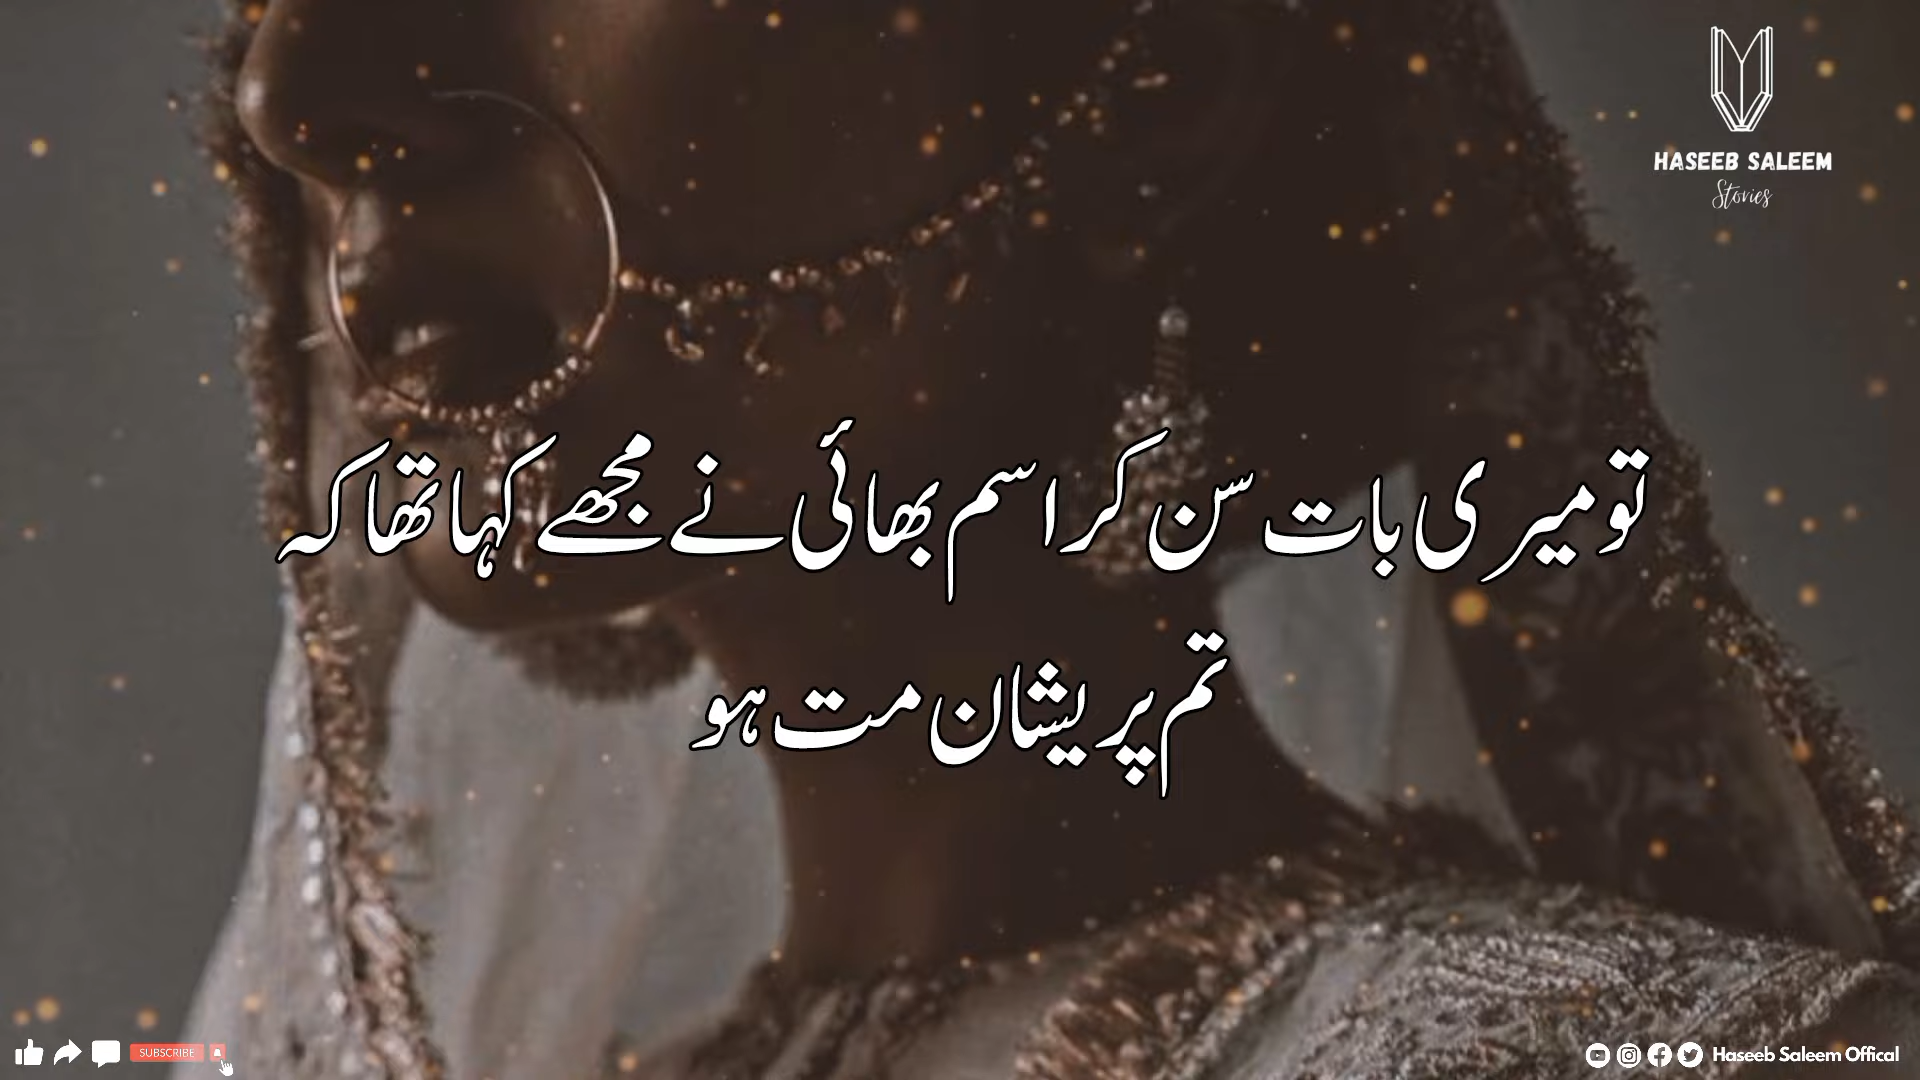 HASEEB SALEEM
Stories
تو میری بات سن کر اسم بھائی نے مجھے کہا تھا کہ
تم پریشان مت ہو
SUBSCRIBE
Haseeb Saleem Offical